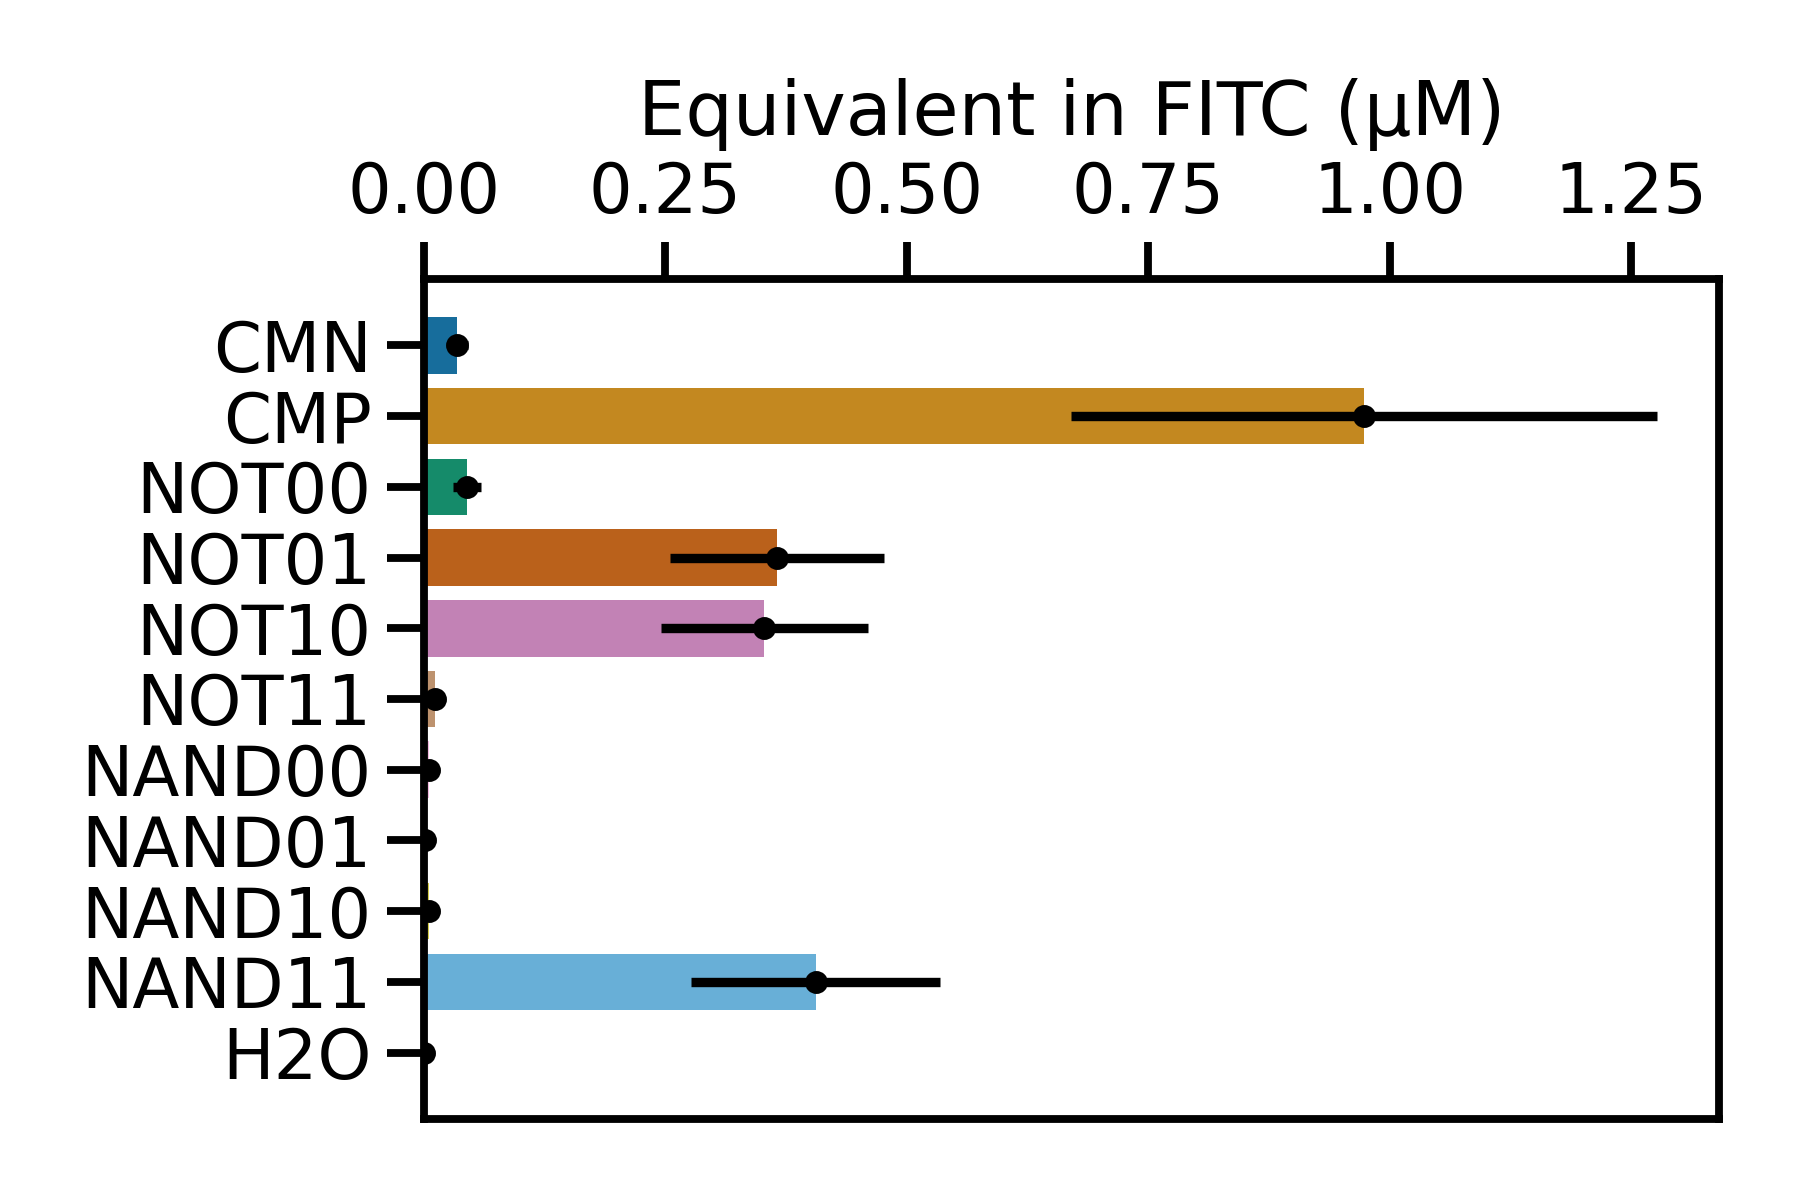 Equivalent in FITC (μM)
0.00 0.25 0.50 0.75 1.00 1.25
CMN
CMP
NOT00
NOT01
NOT10
NOT11
NAND00
NAND01
NAND10
NAND11
H2O